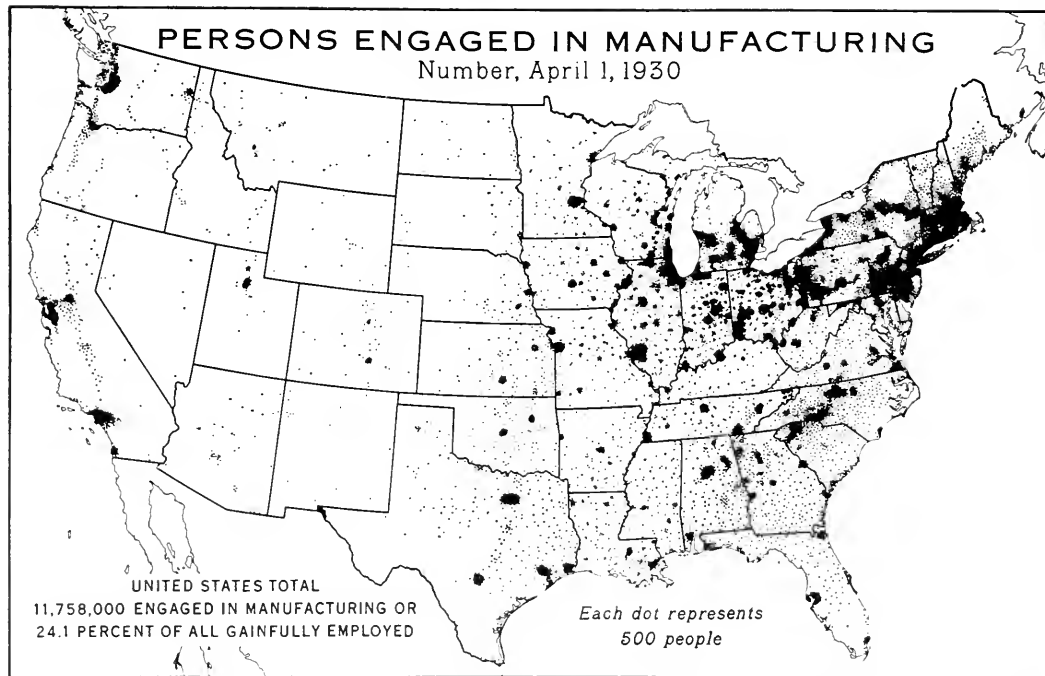 PERSONS ENGAGED IN MANUFACTURING
Number, April 1, 1930
UNITED STATES TOTAL
11,758,000 ENGAGED IN MANUFACTURING OR
24.1 PERCENT OF ALL GAINFULLY EMPLOYED
Each dot represents
500 people